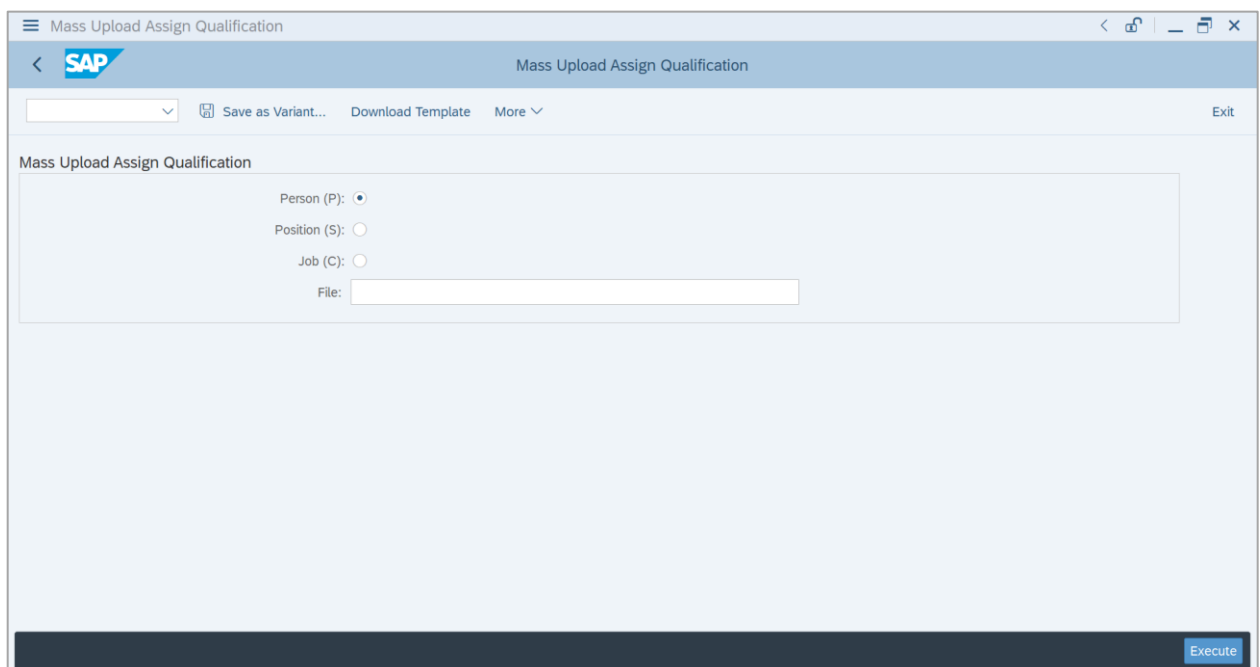 Mass Upload Assign Qualification
SAP Mass Upload Assign Qualification
Save as Variant... Download Template More Exit
Mass Upload Assign Qualification
Person (P):
Position (S):
Job (C):
File:
Execute